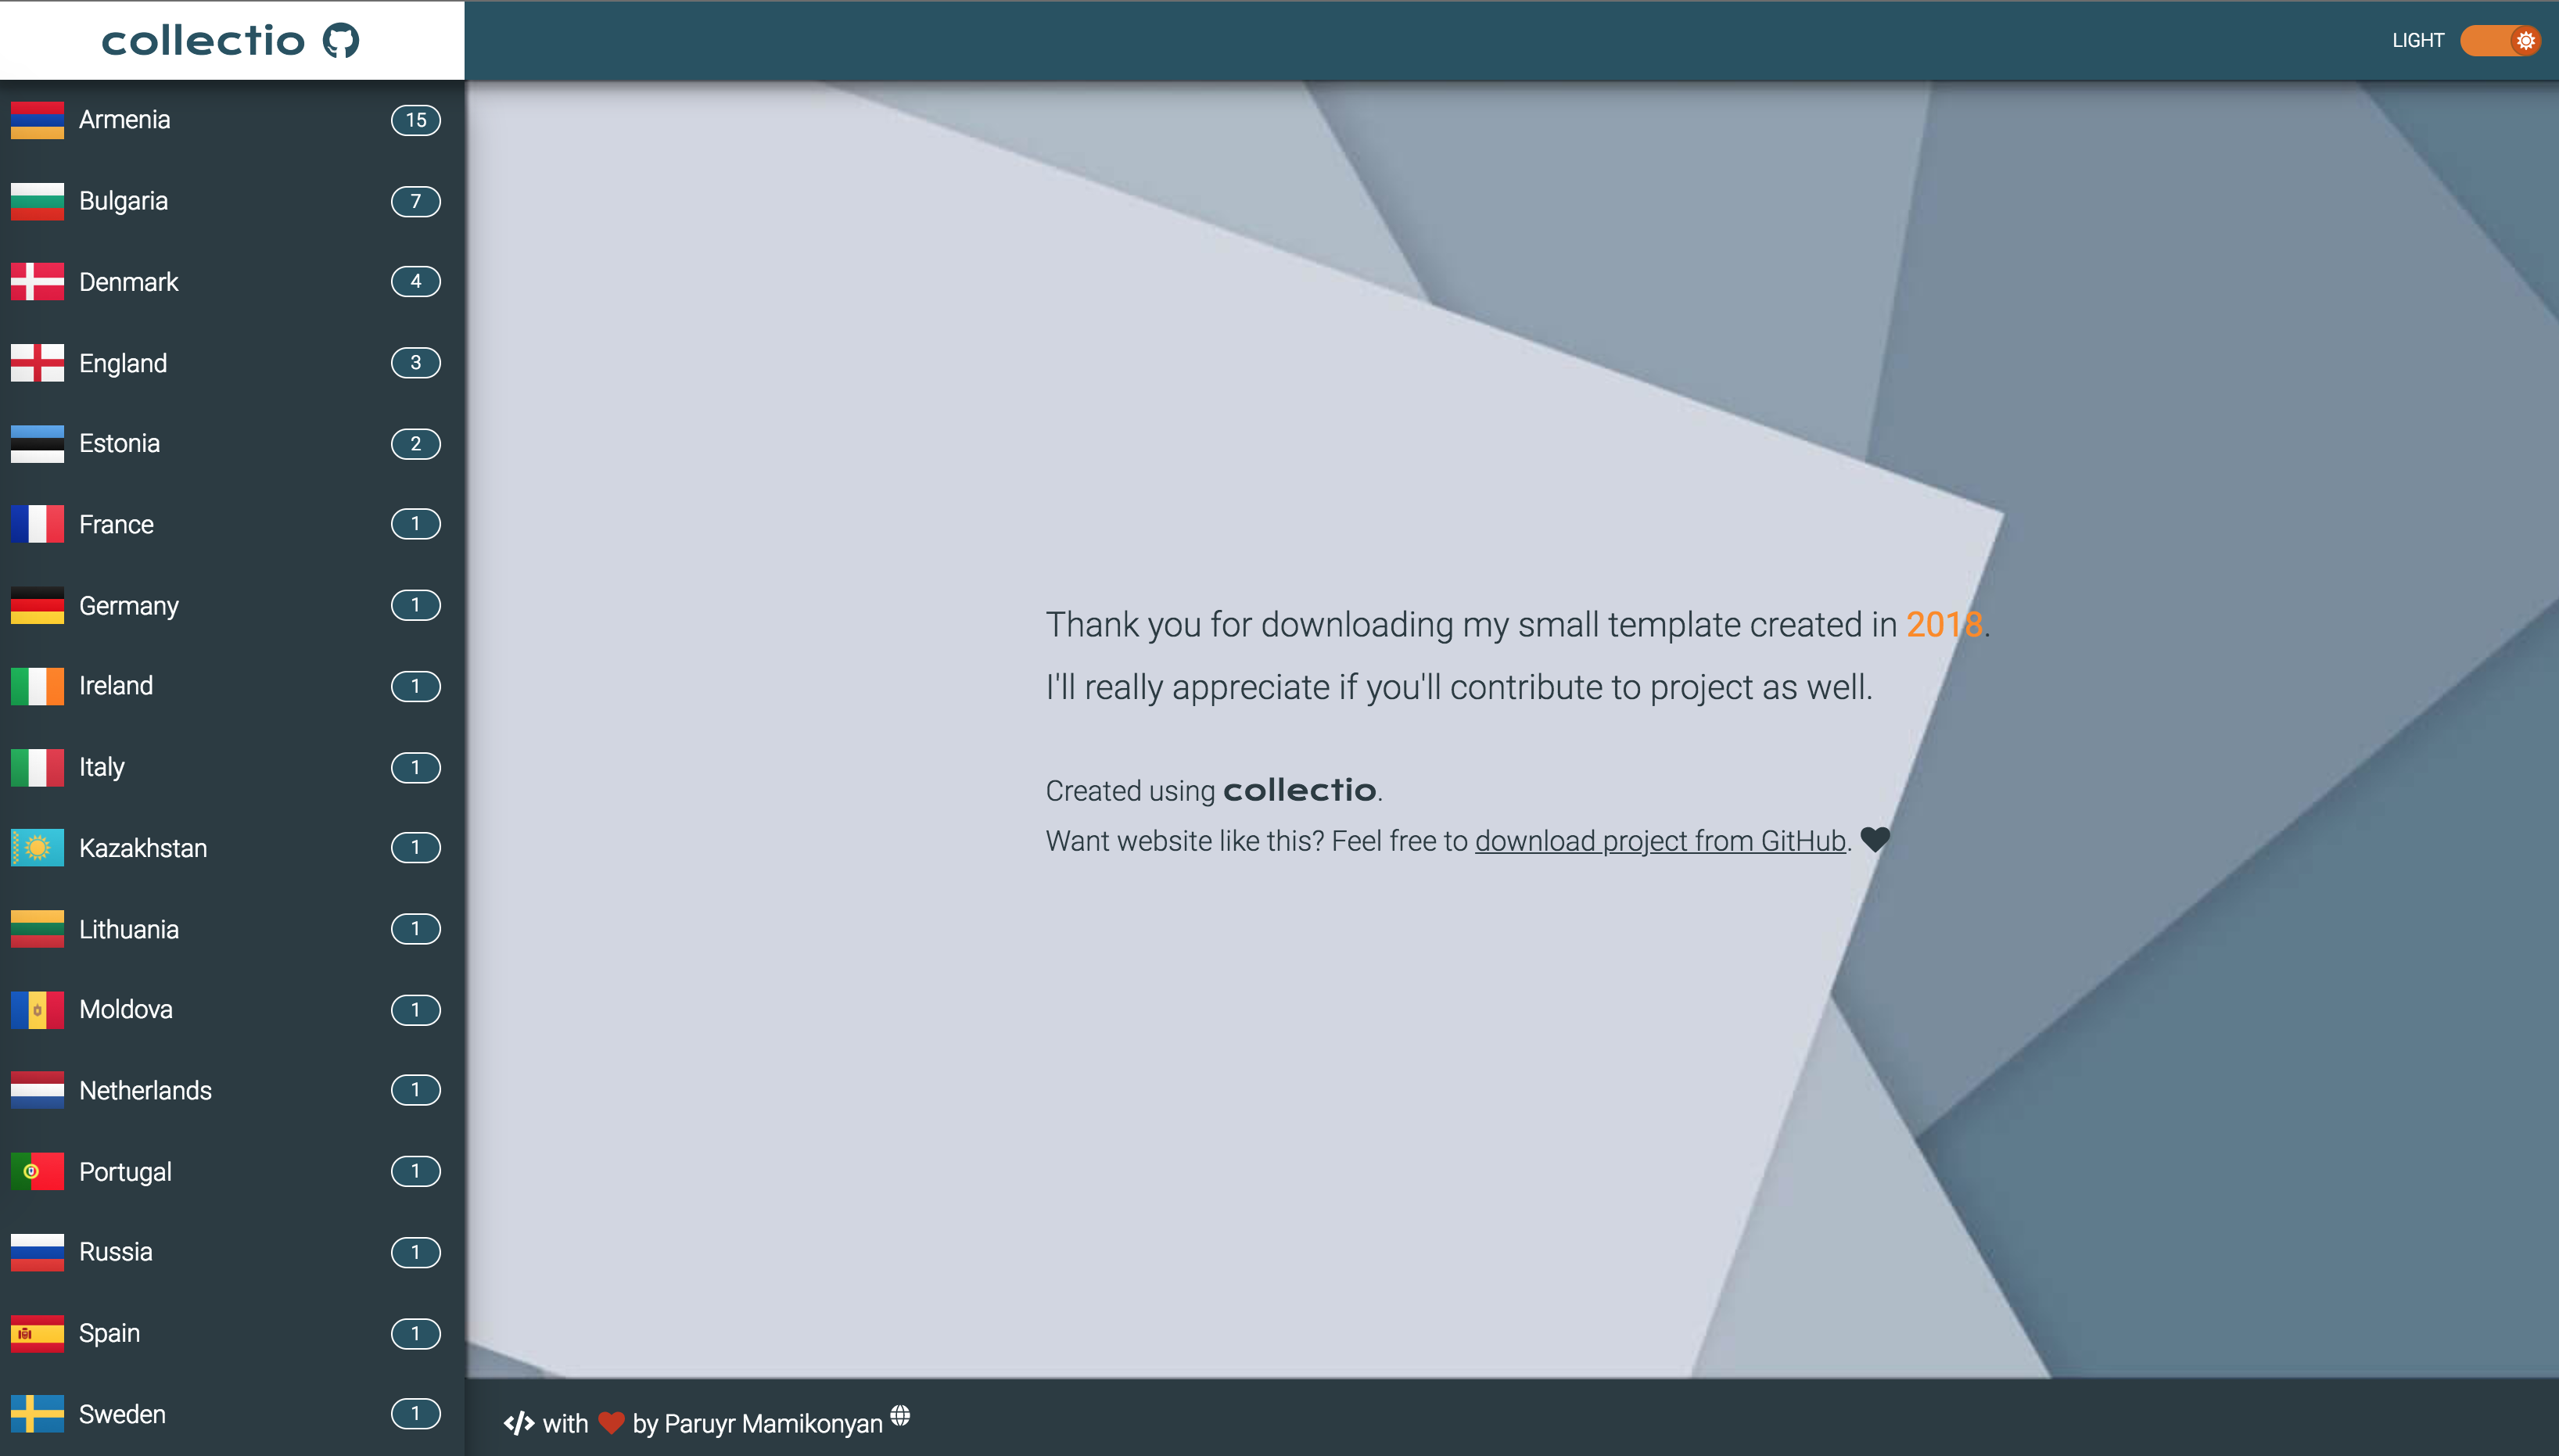 collectio
LIGHT
Armenia 15
Bulgaria 7
Denmark 4
England 3
Estonia 2
France 1
Germany 1
Ireland 1
Italy 1
Kazakhstan 1
Lithuania 1
Moldova 1
Netherlands 1
Portugal 1
Russia 1
Spain 1
Sweden 1
Thank you for downloading my small template created in 2018.
I'll really appreciate if you'll contribute to project as well.
Created using collectio.
Want website like this? Feel free to download project from GitHub.
</> with by Paruyr Mamikonyan